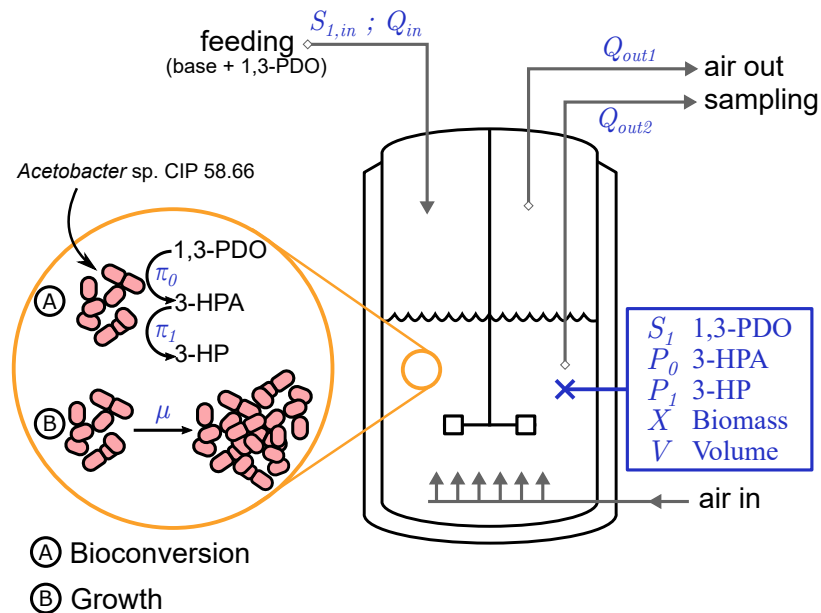 feeding
(base + 1,3-PDO)
S1,in ; Qin
Qout1
air out
sampling
Qout2
Acetobacter sp. CIP 58.66
A
1,3-PDO
π0
3-HPA
π1
3-HP
B
μ
S1 1,3-PDO
P0 3-HPA
P1 3-HP
X Biomass
V Volume
air in
A Bioconversion
B Growth